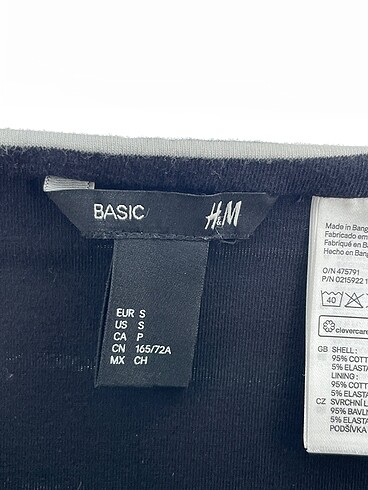 BASIC
H&M
EUR S
US S
CA P
CN 165/72A
MX CH
Made in Bang
Fabricado em
Fabriqué en B
Hecho en Bang
O/N 475791
P/N 0215922 1
40
clevercare
GB SHELL:
95% COTT
5% ELASTA
LINING:
95% COTT
5% ELASTA
CZ SVRCHNÍ L
95% BAVLN
5% ELASTA
PODŠÍVKA